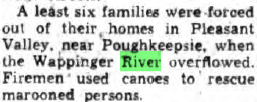 A least six families were forced
out of their homes in Pleasant
Valley, near Poughkeepsie, when
the Wappinger River overflowed.
Firemen used canoes to rescue
marooned persons.